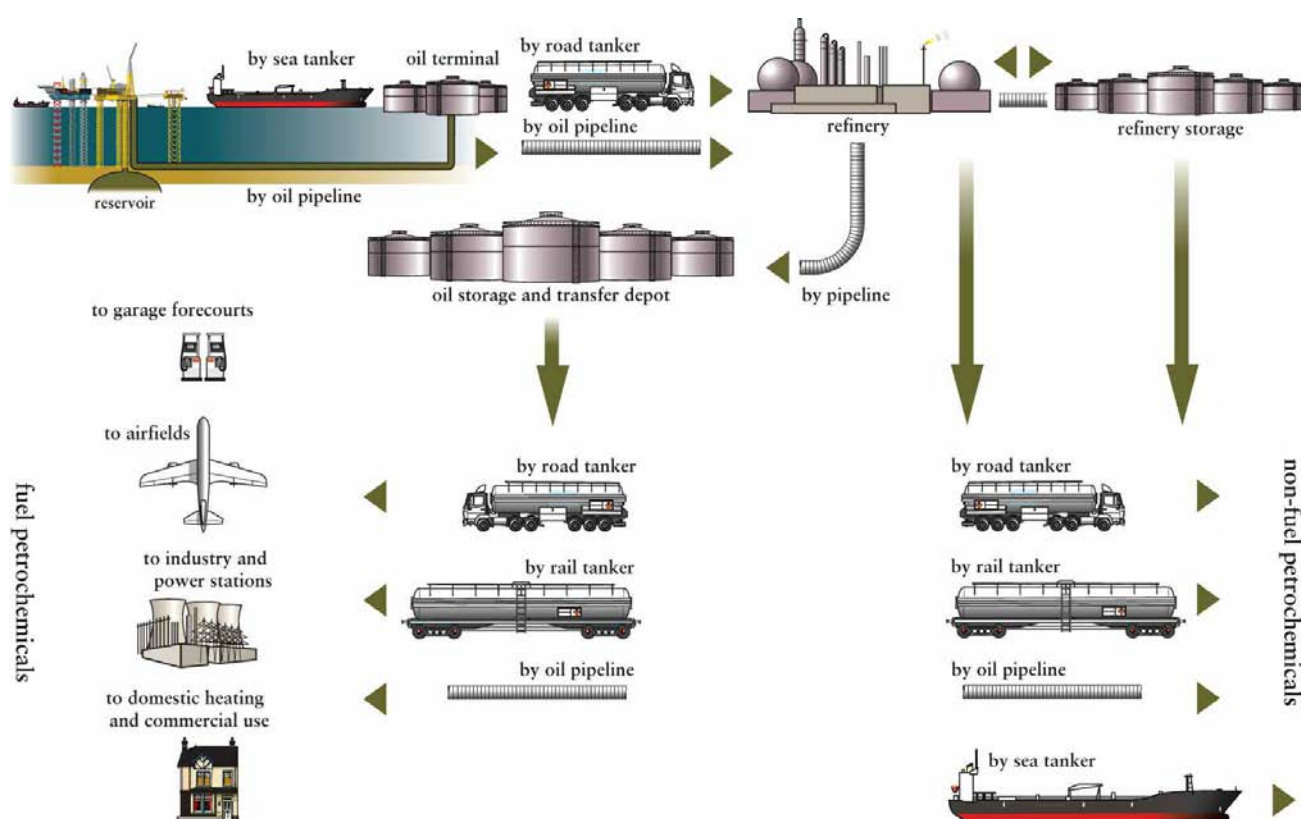 by sea tanker
oil terminal
by road tanker
by oil pipeline
refinery
refinery storage
reservoir
by oil pipeline
oil storage and transfer depot
by pipeline
to garage forecourts
to airfields
to industry and
power stations
to domestic heating
and commercial use
fuel petrochemicals
by road tanker
by rail tanker
by oil pipeline
by road tanker
by rail tanker
by oil pipeline
by sea tanker
non-fuel petrochemicals